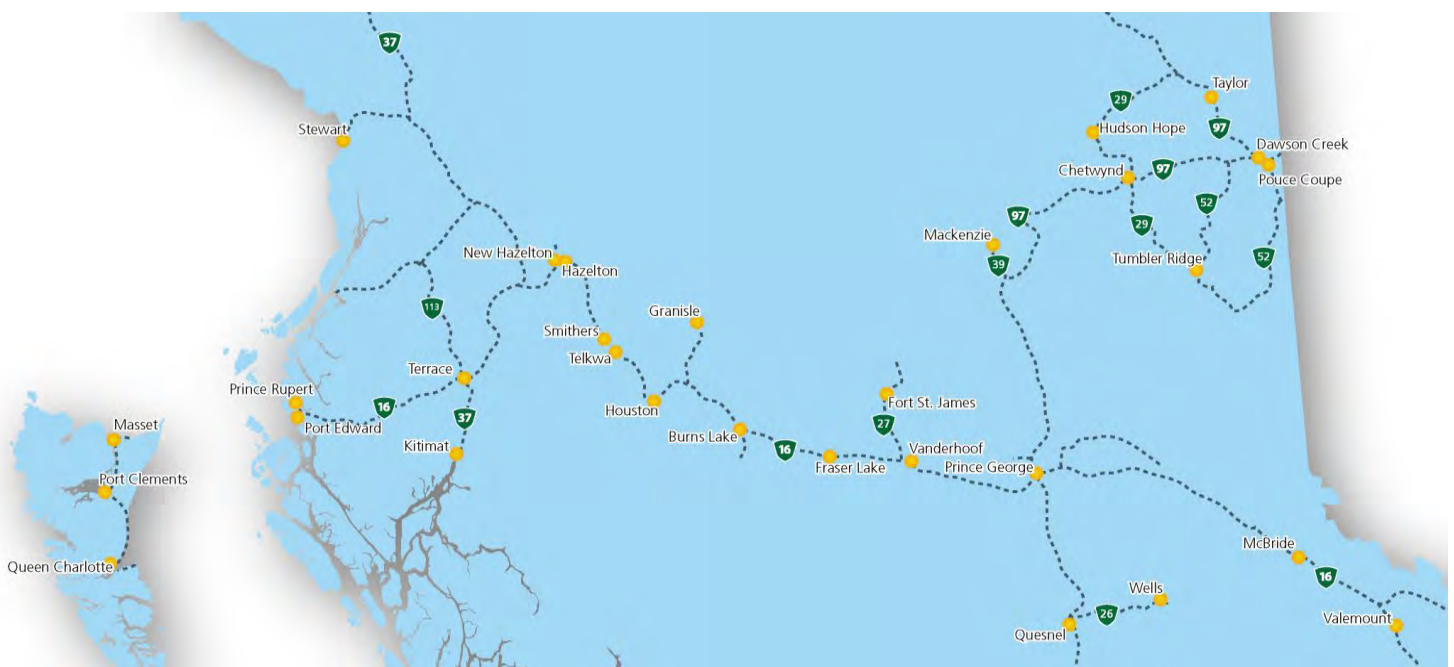 37
Stewart
New Hazelton
Hazelton
113
Granisle
Smithers
Telkwa
Terrace
Prince Rupert
16
Port Edward
37
Kitimat
Houston
Burns Lake
16
Fraser Lake
Fort St. James
27
Vanderhoof
Prince George
Masset
Port Clements
Queen Charlotte
Taylor
29
97
Hudson Hope
Dawson Creek
Chetwynd
97
Pouce Coupe
52
97
29
Mackenzie
39
Tumbler Ridge
52
McBride
16
Wells
26
Quesnel
Valemount